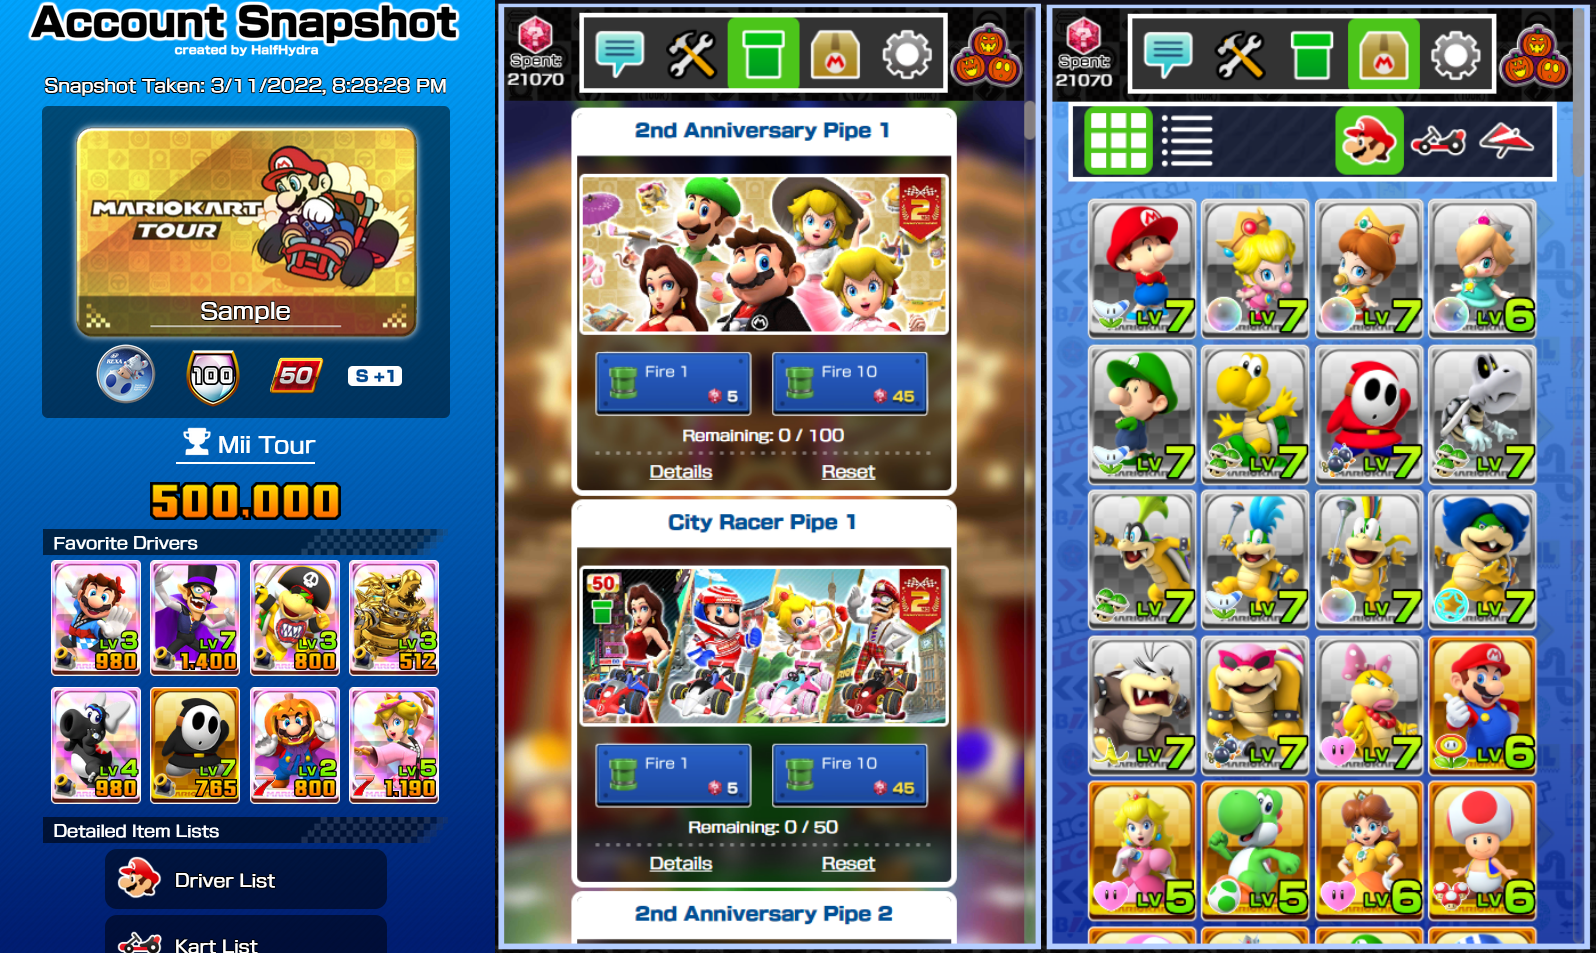 Account Snapshot
created by HalfHydra
Snapshot Taken: 3/11/2022, 8:28:28 PM
MARIOKART
TOUR
Sample
100
50
S +1
Mii Tour
500,000
Favorite Drivers
LV 3
980
LV 7
1,400
LV 3
800
LV 3
512
LV 4
980
LV 7
765
LV 2
800
LV 5
1,190
Detailed Item Lists
Driver List
Kart List
Spent:
21070
2nd Anniversary Pipe 1
2
Fire 1
5
Fire 10
45
Remaining: 0 / 100
Details
Reset
City Racer Pipe 1
50
2
Fire 1
5
Fire 10
45
Remaining: 0 / 50
Details
Reset
2nd Anniversary Pipe 2
Spent:
21070
LV 7
LV 7
LV 7
LV 6
LV 7
LV 7
LV 7
LV 7
LV 7
LV 7
LV 7
LV 7
LV 7
LV 7
LV 7
LV 6
LV 5
LV 5
LV 6
LV 6